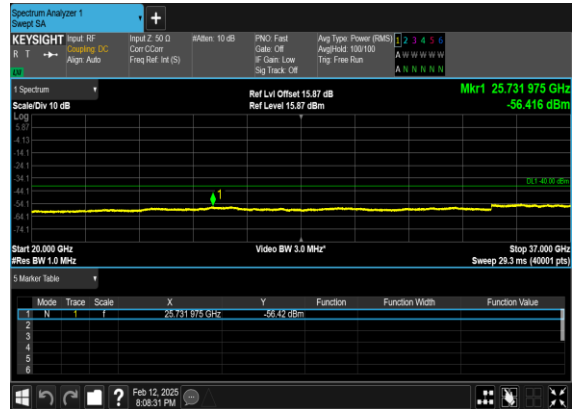 Spectrum Analyzer 1
Swept SA
KEYSIGHT Input: RF Input Z: 50 Ω #Atten: 10 dB PNO: Fast Avg Type: Power (RMS) 1 2 3 4 5 6
R T Coupling: DC Corr CCorr Gate: Off Avg|Hold: 100/100 A W W W W W
Align: Auto Freq Ref: Int (S) IF Gain: Low Trig: Free Run
Sig Track: Off A N N N N N
1 Spectrum Ref Lvl Offset 15.87 dB Mkr1 25.731 975 GHz
Scale/Div 10 dB Ref Level 15.87 dBm -56.416 dBm
Log
5.87
-4.13
-14.1
-24.1
-34.1
DL1 -40.00 dBm
-44.1
1
-54.1
-64.1
-74.1
Start 20.000 GHz Video BW 3.0 MHz* Stop 37.000 GHz
#Res BW 1.0 MHz Sweep 29.3 ms (40001 pts)
5 Marker Table
Mode Trace Scale X Y Function Function Width Function Value
1 N 1 f 25.731 975 GHz -56.42 dBm
2
3
4
5
6
? Feb 12, 2025
8:08:31 PM